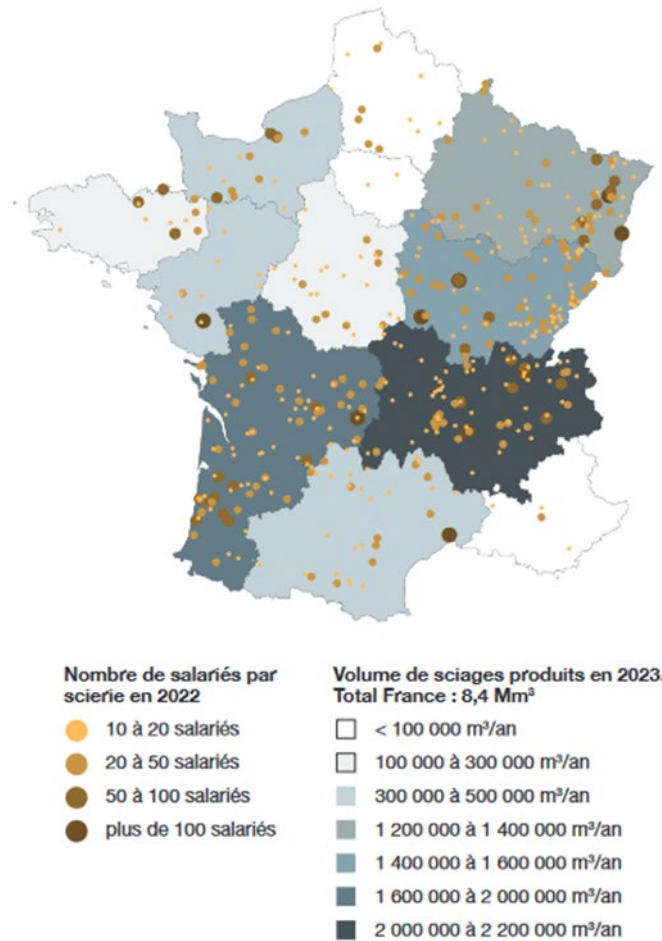 Nombre de salariés par
scierie en 2022
10 à 20 salariés
20 à 50 salariés
50 à 100 salariés
plus de 100 salariés
Volume de sciages produits en 2023.
Total France : 8,4 Mm³
< 100 000 m³/an
100 000 à 300 000 m³/an
300 000 à 500 000 m³/an
1 200 000 à 1 400 000 m³/an
1 400 000 à 1 600 000 m³/an
1 600 000 à 2 000 000 m³/an
2 000 000 à 2 200 000 m³/an